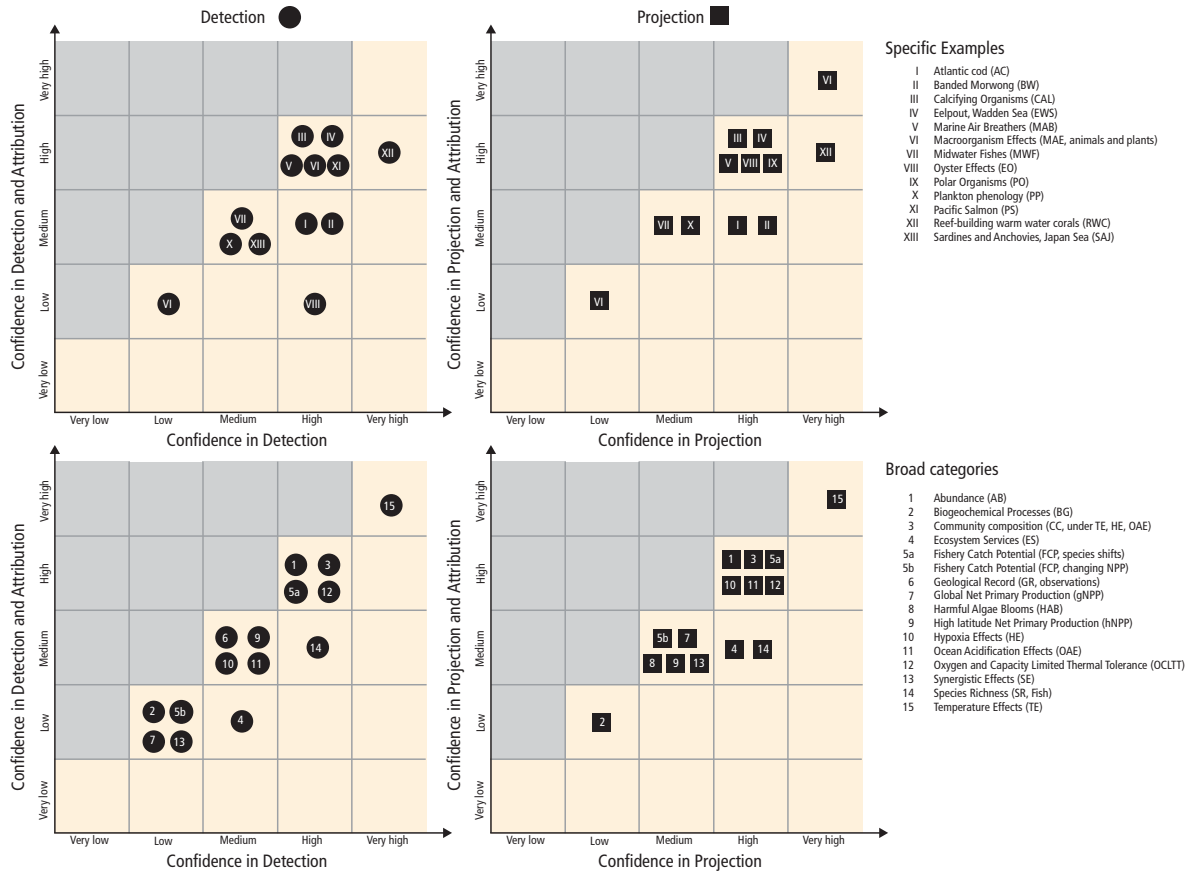 Detection
Projection
Confidence in Detection and Attribution
Very high
High
Medium
Low
Very low
III IV
V VI XI
XII
VII
X XIII
I II
VI
VIII
Very low Low Medium High Very high
Confidence in Detection
Confidence in Projection and Attribution
Very high
High
Medium
Low
Very low
VI
III IV
V VIII IX
XII
VII X
I II
VI
Very low Low Medium High Very high
Confidence in Projection
Specific Examples
I Atlantic cod (AC)
II Banded Morwong (BW)
III Calcifying Organisms (CAL)
IV Eelpout, Wadden Sea (EWS)
V Marine Air Breathers (MAB)
VI Macroorganism Effects (MAE, animals and plants)
VII Midwater Fishes (MWF)
VIII Oyster Effects (EO)
IX Polar Organisms (PO)
X Plankton phenology (PP)
XI Pacific Salmon (PS)
XII Reef-building warm water corals (RWC)
XIII Sardines and Anchovies, Japan Sea (SAJ)
Confidence in Detection and Attribution
Very high
High
Medium
Low
Very low
15
1 3
5a 12
6 9
10 11
14
2 5b
7 13
4
Very low Low Medium High Very high
Confidence in Detection
Confidence in Projection and Attribution
Very high
High
Medium
Low
Very low
15
1 3 5a
10 11 12
5b 7
8 9 13
4 14
2
Very low Low Medium High Very high
Confidence in Projection
Broad categories
1 Abundance (AB)
2 Biogeochemical Processes (BG)
3 Community composition (CC, under TE, HE, OAE)
4 Ecosystem Services (ES)
5a Fishery Catch Potential (FCP, species shifts)
5b Fishery Catch Potential (FCP, changing NPP)
6 Geological Record (GR, observations)
7 Global Net Primary Production (gNPP)
8 Harmful Algae Blooms (HAB)
9 High latitude Net Primary Production (hNPP)
10 Hypoxia Effects (HE)
11 Ocean Acidification Effects (OAE)
12 Oxygen and Capacity Limited Thermal Tolerance (OCLTT)
13 Synergistic Effects (SE)
14 Species Richness (SR, Fish)
15 Temperature Effects (TE)